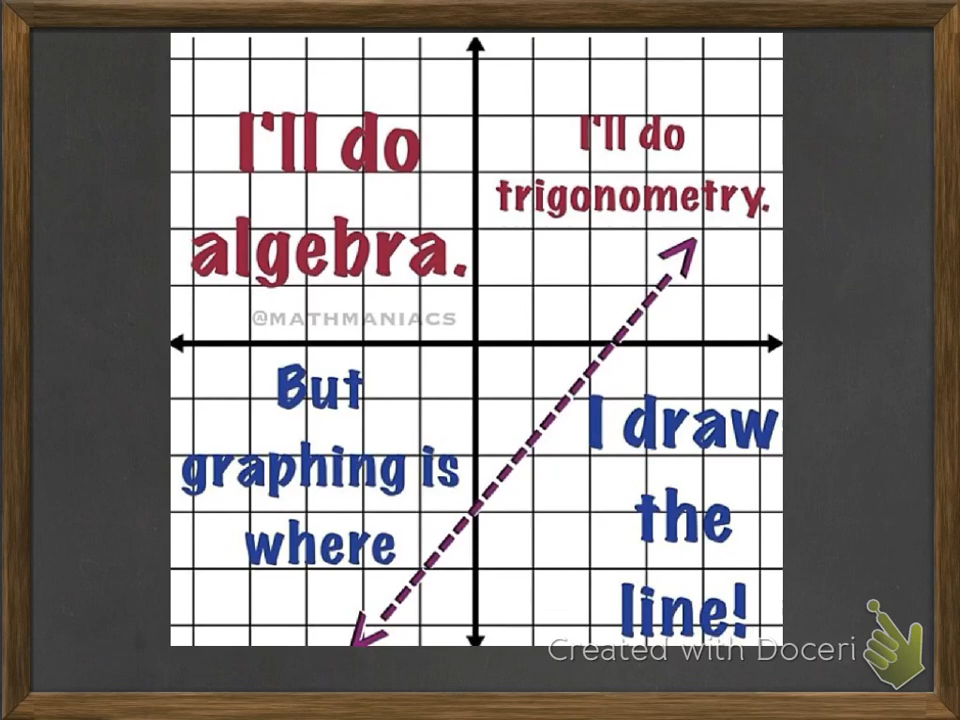 I'll do
algebra.
I'll do
trigonometry.
@MATHMANIACS
But
graphing is
where
I draw
the
line!
Created with Doceri